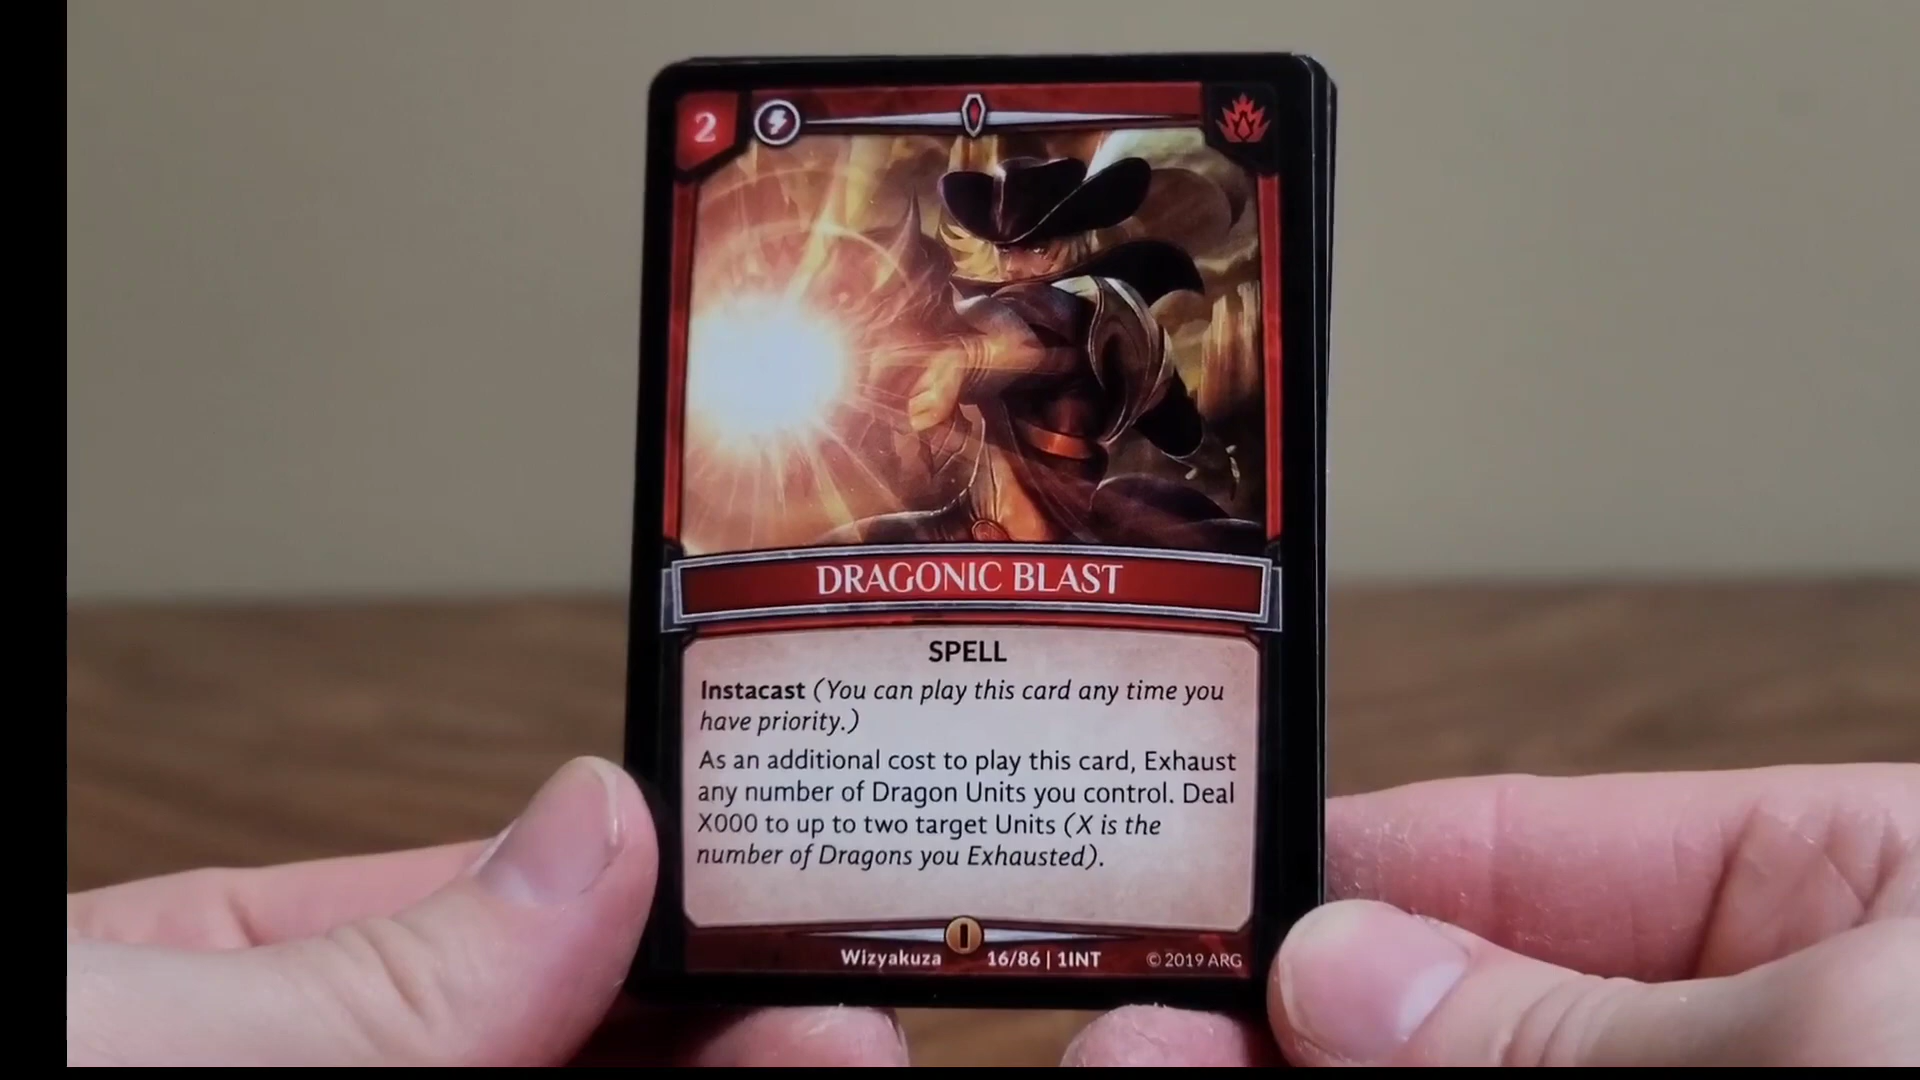 2
DRAGONIC BLAST
SPELL
Instacast (You can play this card any time you
have priority.)
As an additional cost to play this card, Exhaust
any number of Dragon Units you control. Deal
X000 to up to two target Units (X is the
number of Dragons you Exhausted).
Wizyakuza 16/86 | 1INT © 2019 ARG